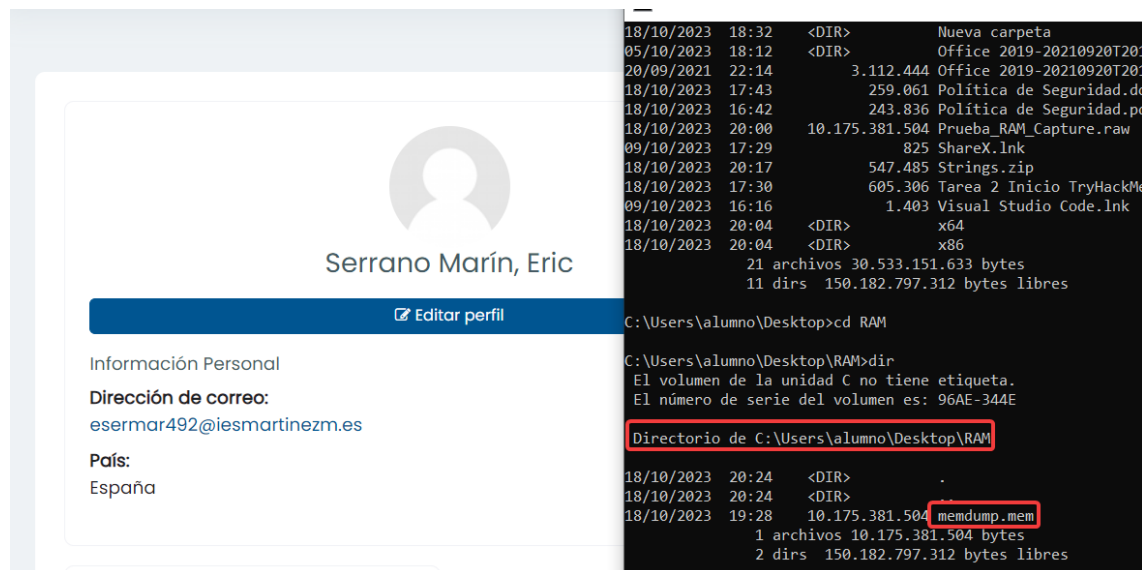 Serrano Marín, Eric
Editar perfil
Información Personal
Dirección de correo:
esermar492@iesmartinezm.es
País:
España
18/10/2023 18:32 <DIR> Nueva carpeta
05/10/2023 18:12 <DIR> Office 2019-20210920T201
20/09/2021 22:14 3.112.444 Office 2019-20210920T201
18/10/2023 17:43 259.061 Política de Seguridad.do
18/10/2023 16:42 243.836 Política de Seguridad.pd
18/10/2023 20:00 10.175.381.504 Prueba_RAM_Capture.raw
09/10/2023 17:29 825 ShareX.lnk
18/10/2023 20:17 547.485 Strings.zip
18/10/2023 17:30 605.306 Tarea 2 Inicio TryHackMe
09/10/2023 16:16 1.403 Visual Studio Code.lnk
18/10/2023 20:04 <DIR> x64
18/10/2023 20:04 <DIR> x86
21 archivos 30.533.151.633 bytes
11 dirs 150.182.797.312 bytes libres
C:\Users\alumno\Desktop>cd RAM
C:\Users\alumno\Desktop\RAM>dir
El volumen de la unidad C no tiene etiqueta.
El número de serie del volumen es: 96AE-344E
Directorio de C:\Users\alumno\Desktop\RAM
18/10/2023 20:24 <DIR> .
18/10/2023 20:24 <DIR> ..
18/10/2023 19:28 10.175.381.504 memdump.mem
1 archivos 10.175.381.504 bytes
2 dirs 150.182.797.312 bytes libres